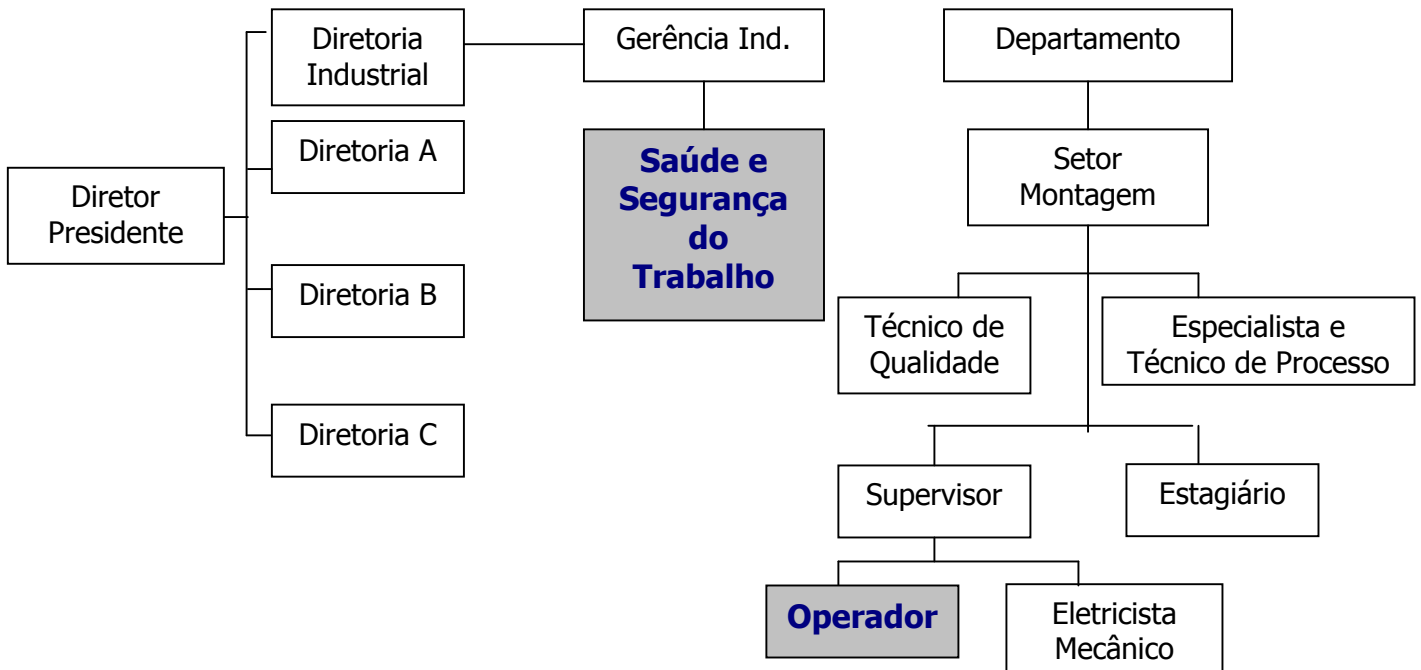 Diretoria
Industrial
Gerência Ind.
Departamento
Diretoria A
Saúde e
Segurança
do
Trabalho
Setor
Montagem
Diretor
Presidente
Diretoria B
Técnico de
Qualidade
Especialista e
Técnico de Processo
Diretoria C
Supervisor
Estagiário
Operador
Eletricista
Mecânico